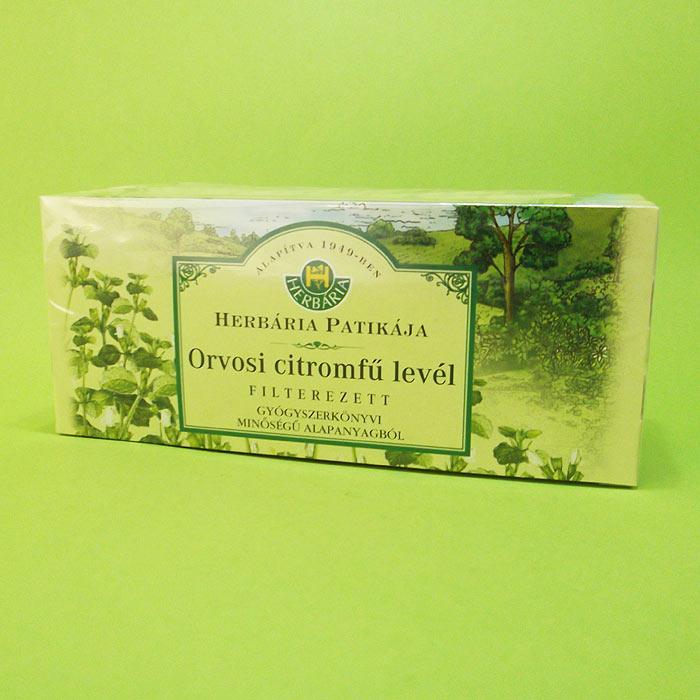 ALAPÍTVA 1949-BEN
H
HERBÁRIA
HERBÁRIA PATIKÁJA
Orvosi citromfű levél
FILTEREZETT
GYÓGYSZERKÖNYVI
MINŐSÉGŰ ALAPANYAGBÓL